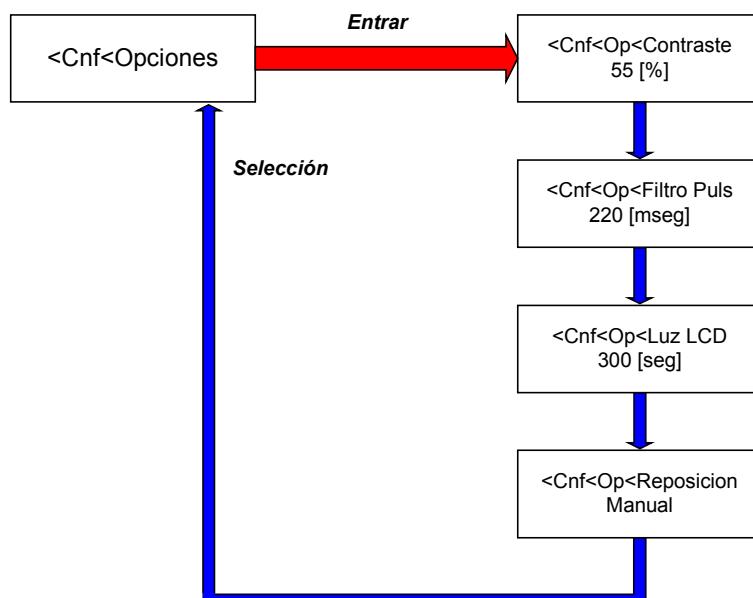 Entrar
<Cnf<Opciones
<Cnf<Op<Contraste
55 [%]
Selección
<Cnf<Op<Filtro Puls
220 [mseg]
<Cnf<Op<Luz LCD
300 [seg]
<Cnf<Op<Reposicion
Manual